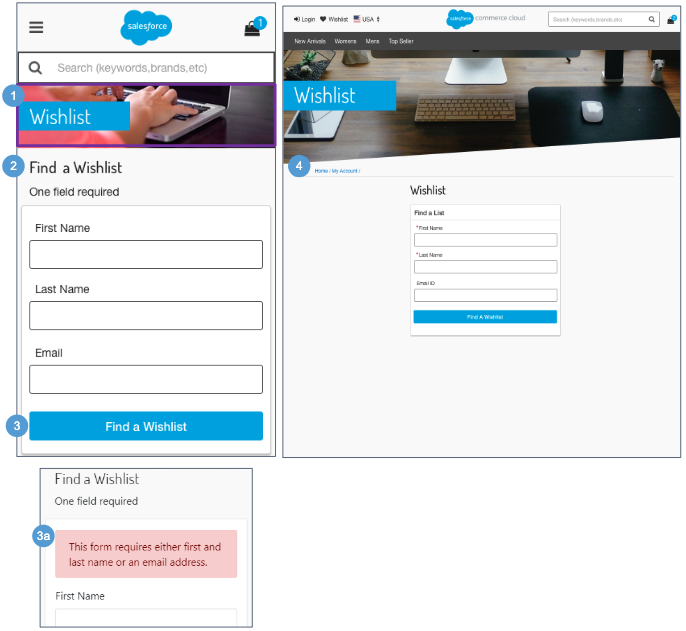 salesforce
1
Search (keywords,brands,etc)
1
Wishlist
2
Find a Wishlist
One field required
First Name
Last Name
Email
3
Find a Wishlist
Login Wishlist USA
salesforce commerce cloud
Search (keywords,brands,etc)
New Arrivals Womens Mens Top Seller
Wishlist
4
Home / My Account /
Wishlist
Find a List
*First Name
*Last Name
Email ID
Find A Wishlist
Find a Wishlist
One field required
3a
This form requires either first and
last name or an email address.
First Name